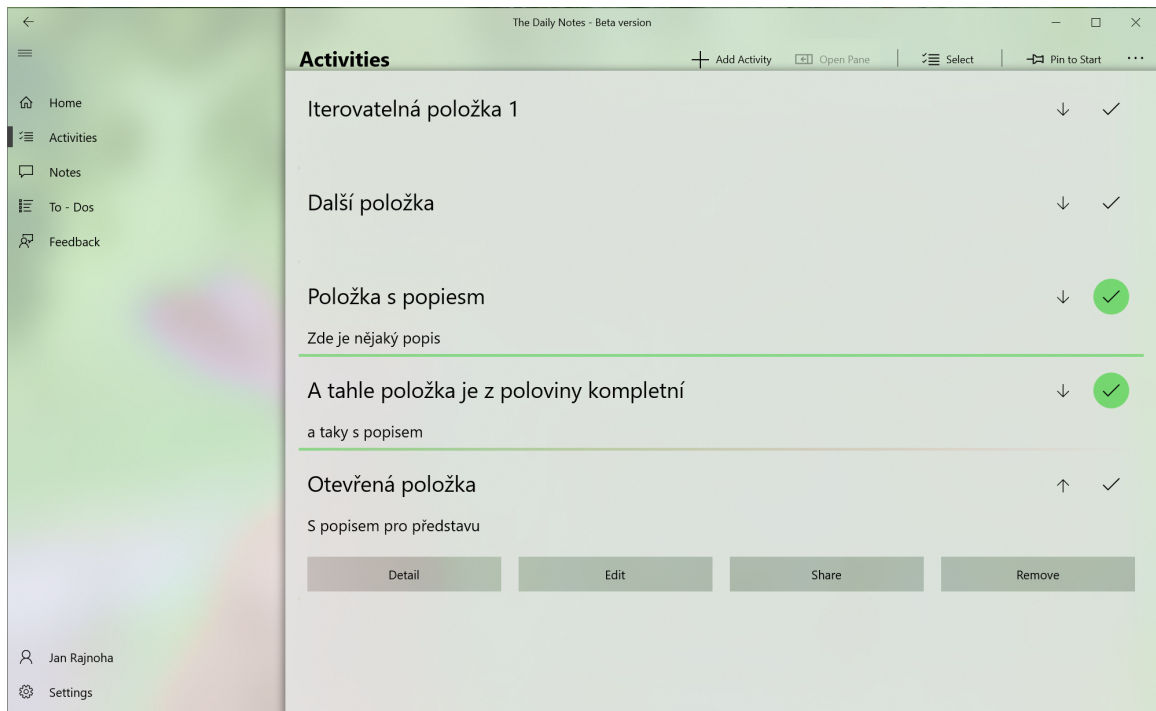 The Daily Notes - Beta version
Activities
Add Activity
Open Pane
Select
Pin to Start
Home
Activities
Notes
To - Dos
Feedback
Iterovatelná položka 1
Další položka
Položka s popiesm
Zde je nějaký popis
A tahle položka je z poloviny kompletní
a taky s popisem
Otevřená položka
S popisem pro představu
Detail Edit Share Remove
Jan Rajnoha
Settings